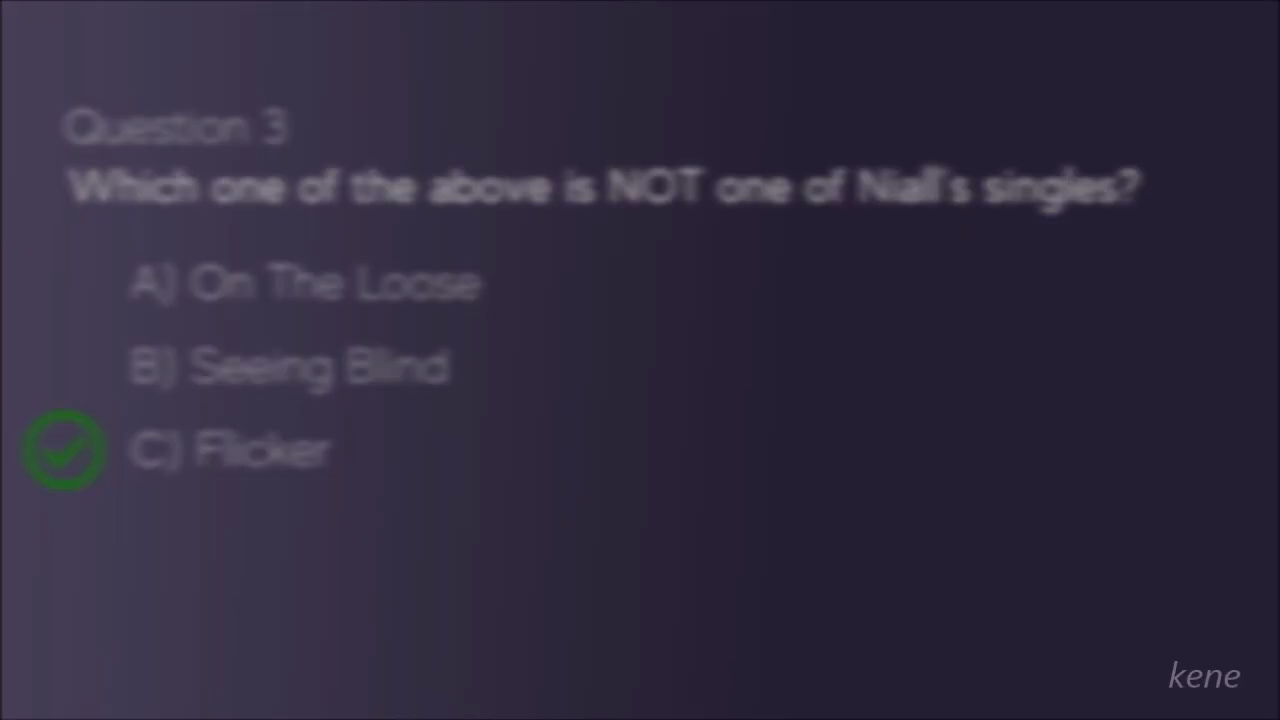 Question 3
Which one of the above is NOT one of Niall's singles?
A) On The Loose
B) Seeing Blind
C) Flicker
kene